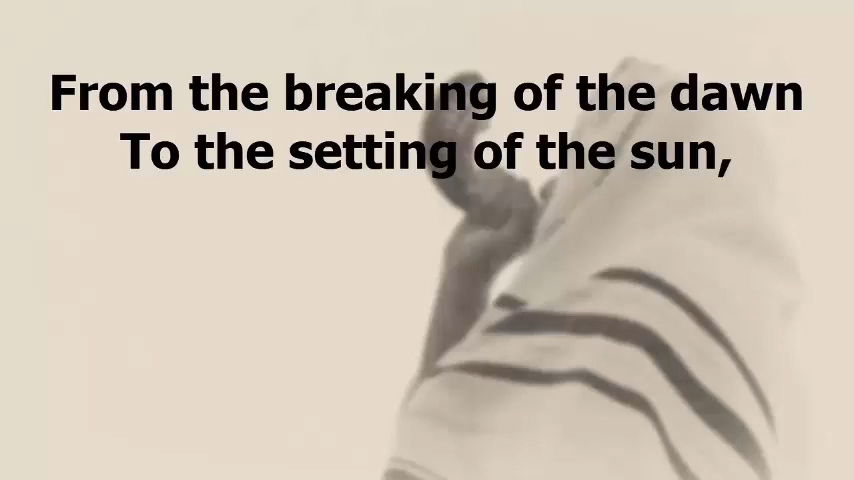 From the breaking of the dawn
To the setting of the sun,